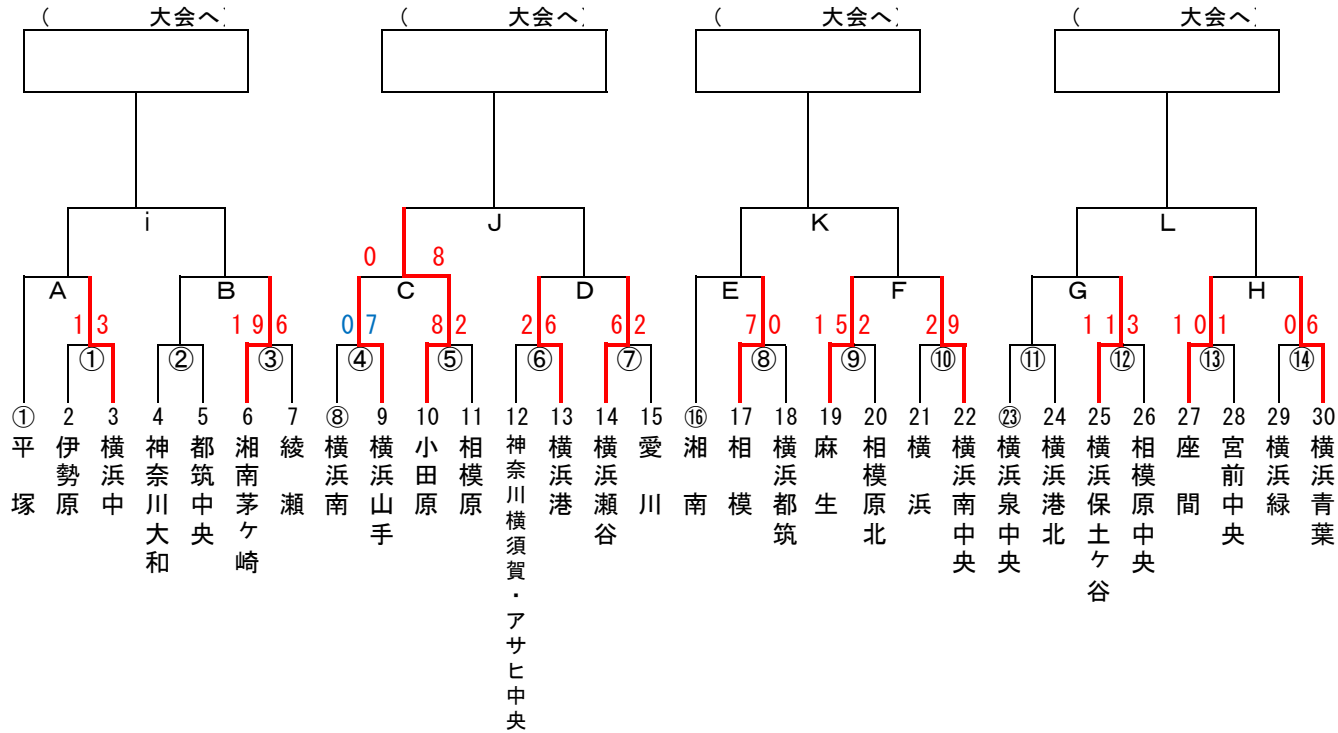 ( 大会へ) ( 大会へ) ( 大会へ) ( 大会へ)
i J K L
0 8
A B C D E F G H
1 3 1 9 6 0 7 8 2 2 6 6 2 7 0 1 5 2 2 9 1 1 3 1 0 1 0 6
① ② ③ ④ ⑤ ⑥ ⑦ ⑧ ⑨ ⑩ ⑪ ⑫ ⑬ ⑭
① 2 3 4 5 6 7 ⑧ 9 10 11 12 13 14 15 ⑯ 17 18 19 20 21 22 ㉓ 24 25 26 27 28 29 30
平塚
伊勢原
横浜中
神奈川大和
都筑中央
湘南茅ケ崎
綾瀬
横浜南
横浜山手
小田原
相模原
神奈川横須賀・アサヒ中央
横浜港
横浜瀬谷
愛川
湘南
相模
横浜都筑
麻生
相模原北
横浜
横浜南中央
横浜泉中央
横浜港北
横浜保土ケ谷
相模原中央
座間
宮前中央
横浜緑
横浜青葉